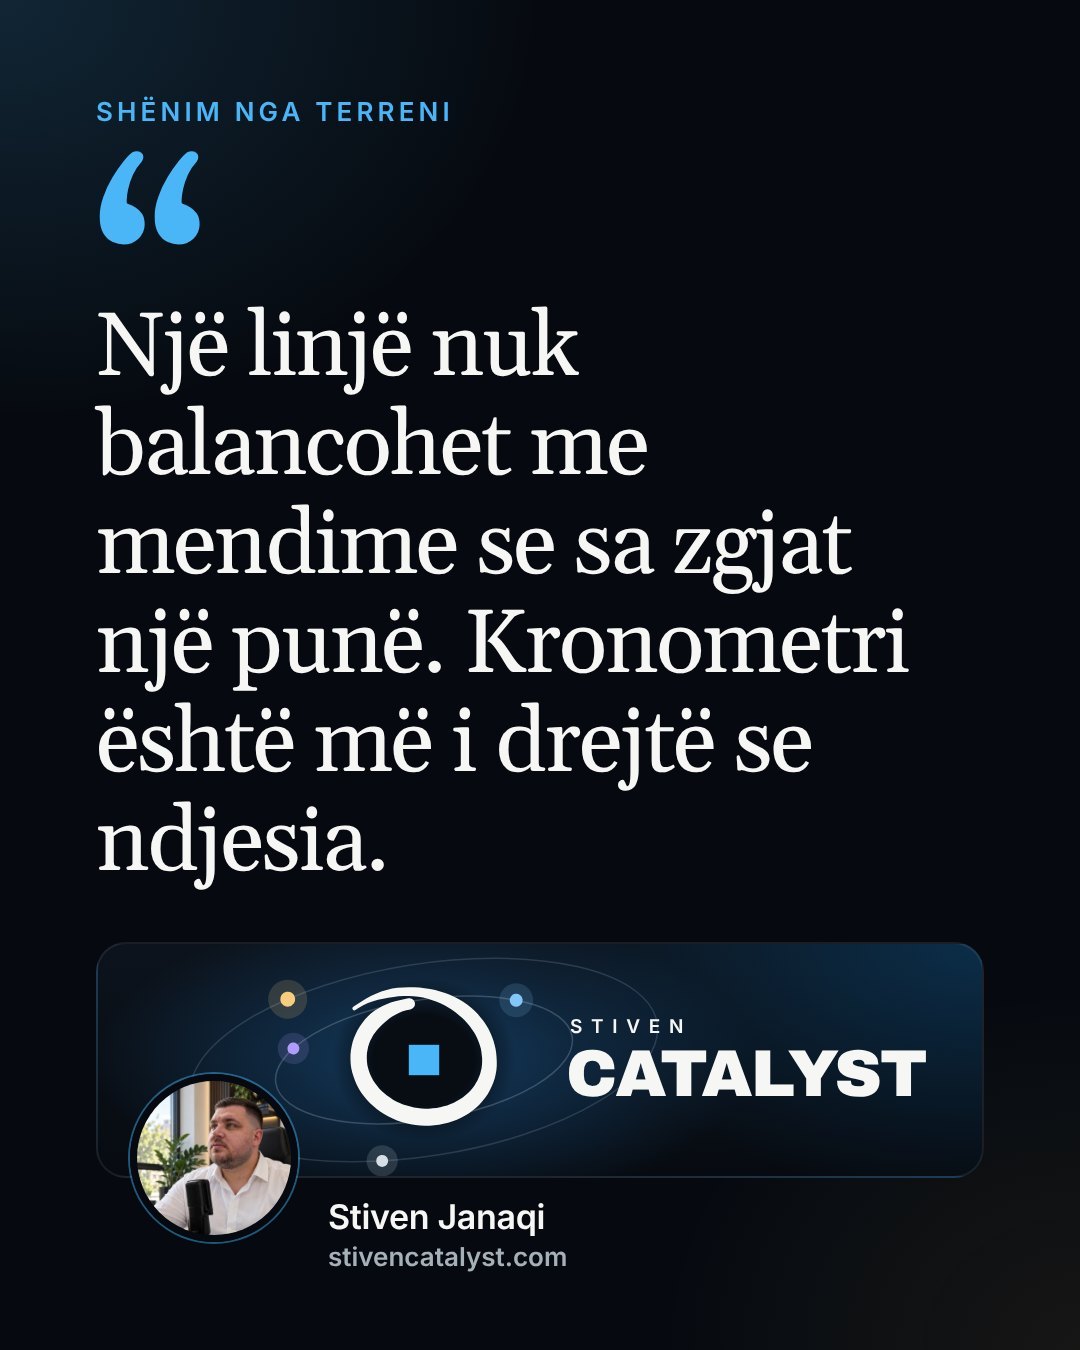 SHËNIM NGA TERRENI
“
Një linjë nuk
balancohet me
mendime se sa zgjat
një punë. Kronometri
është më i drejtë se
ndjesia.
STIVEN
CATALYST
Stiven Janaqi
stivencatalyst.com